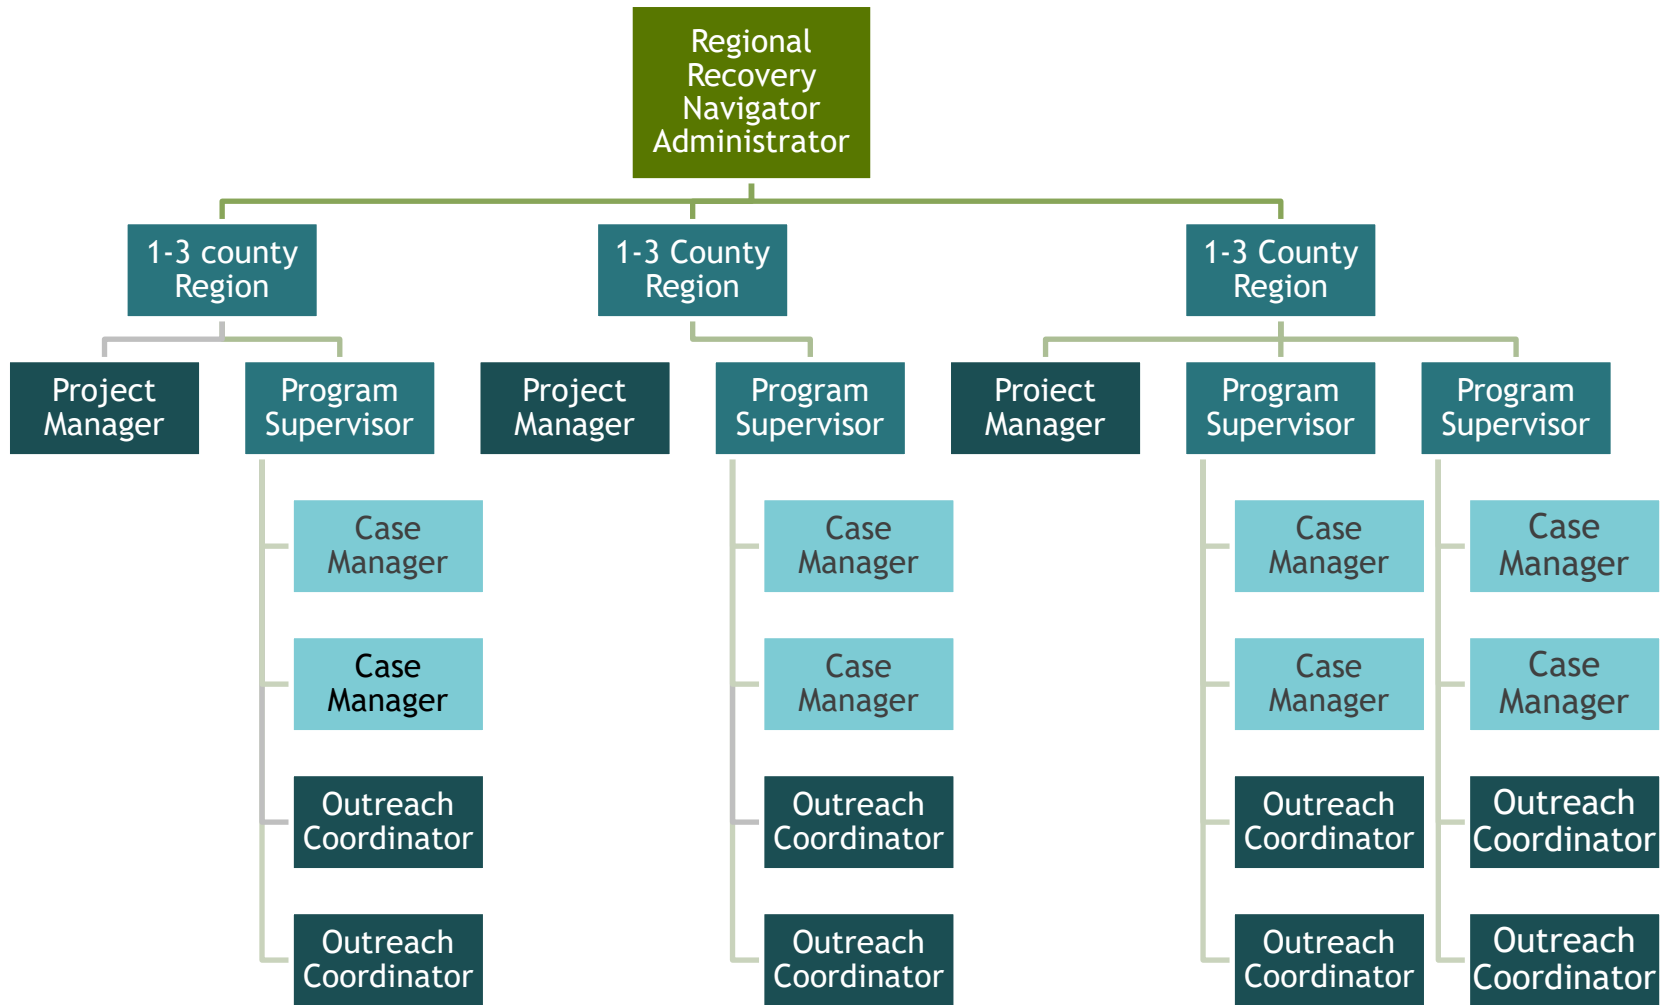 Regional
Recovery
Navigator
Administrator
1-3 county
Region
1-3 County
Region
1-3 County
Region
Project
Manager
Program
Supervisor
Project
Manager
Program
Supervisor
Project
Manager
Program
Supervisor
Program
Supervisor
Case
Manager
Case
Manager
Case
Manager
Case
Manager
Case
Manager
Case
Manager
Case
Manager
Case
Manager
Outreach
Coordinator
Outreach
Coordinator
Outreach
Coordinator
Outreach
Coordinator
Outreach
Coordinator
Outreach
Coordinator
Outreach
Coordinator
Outreach
Coordinator